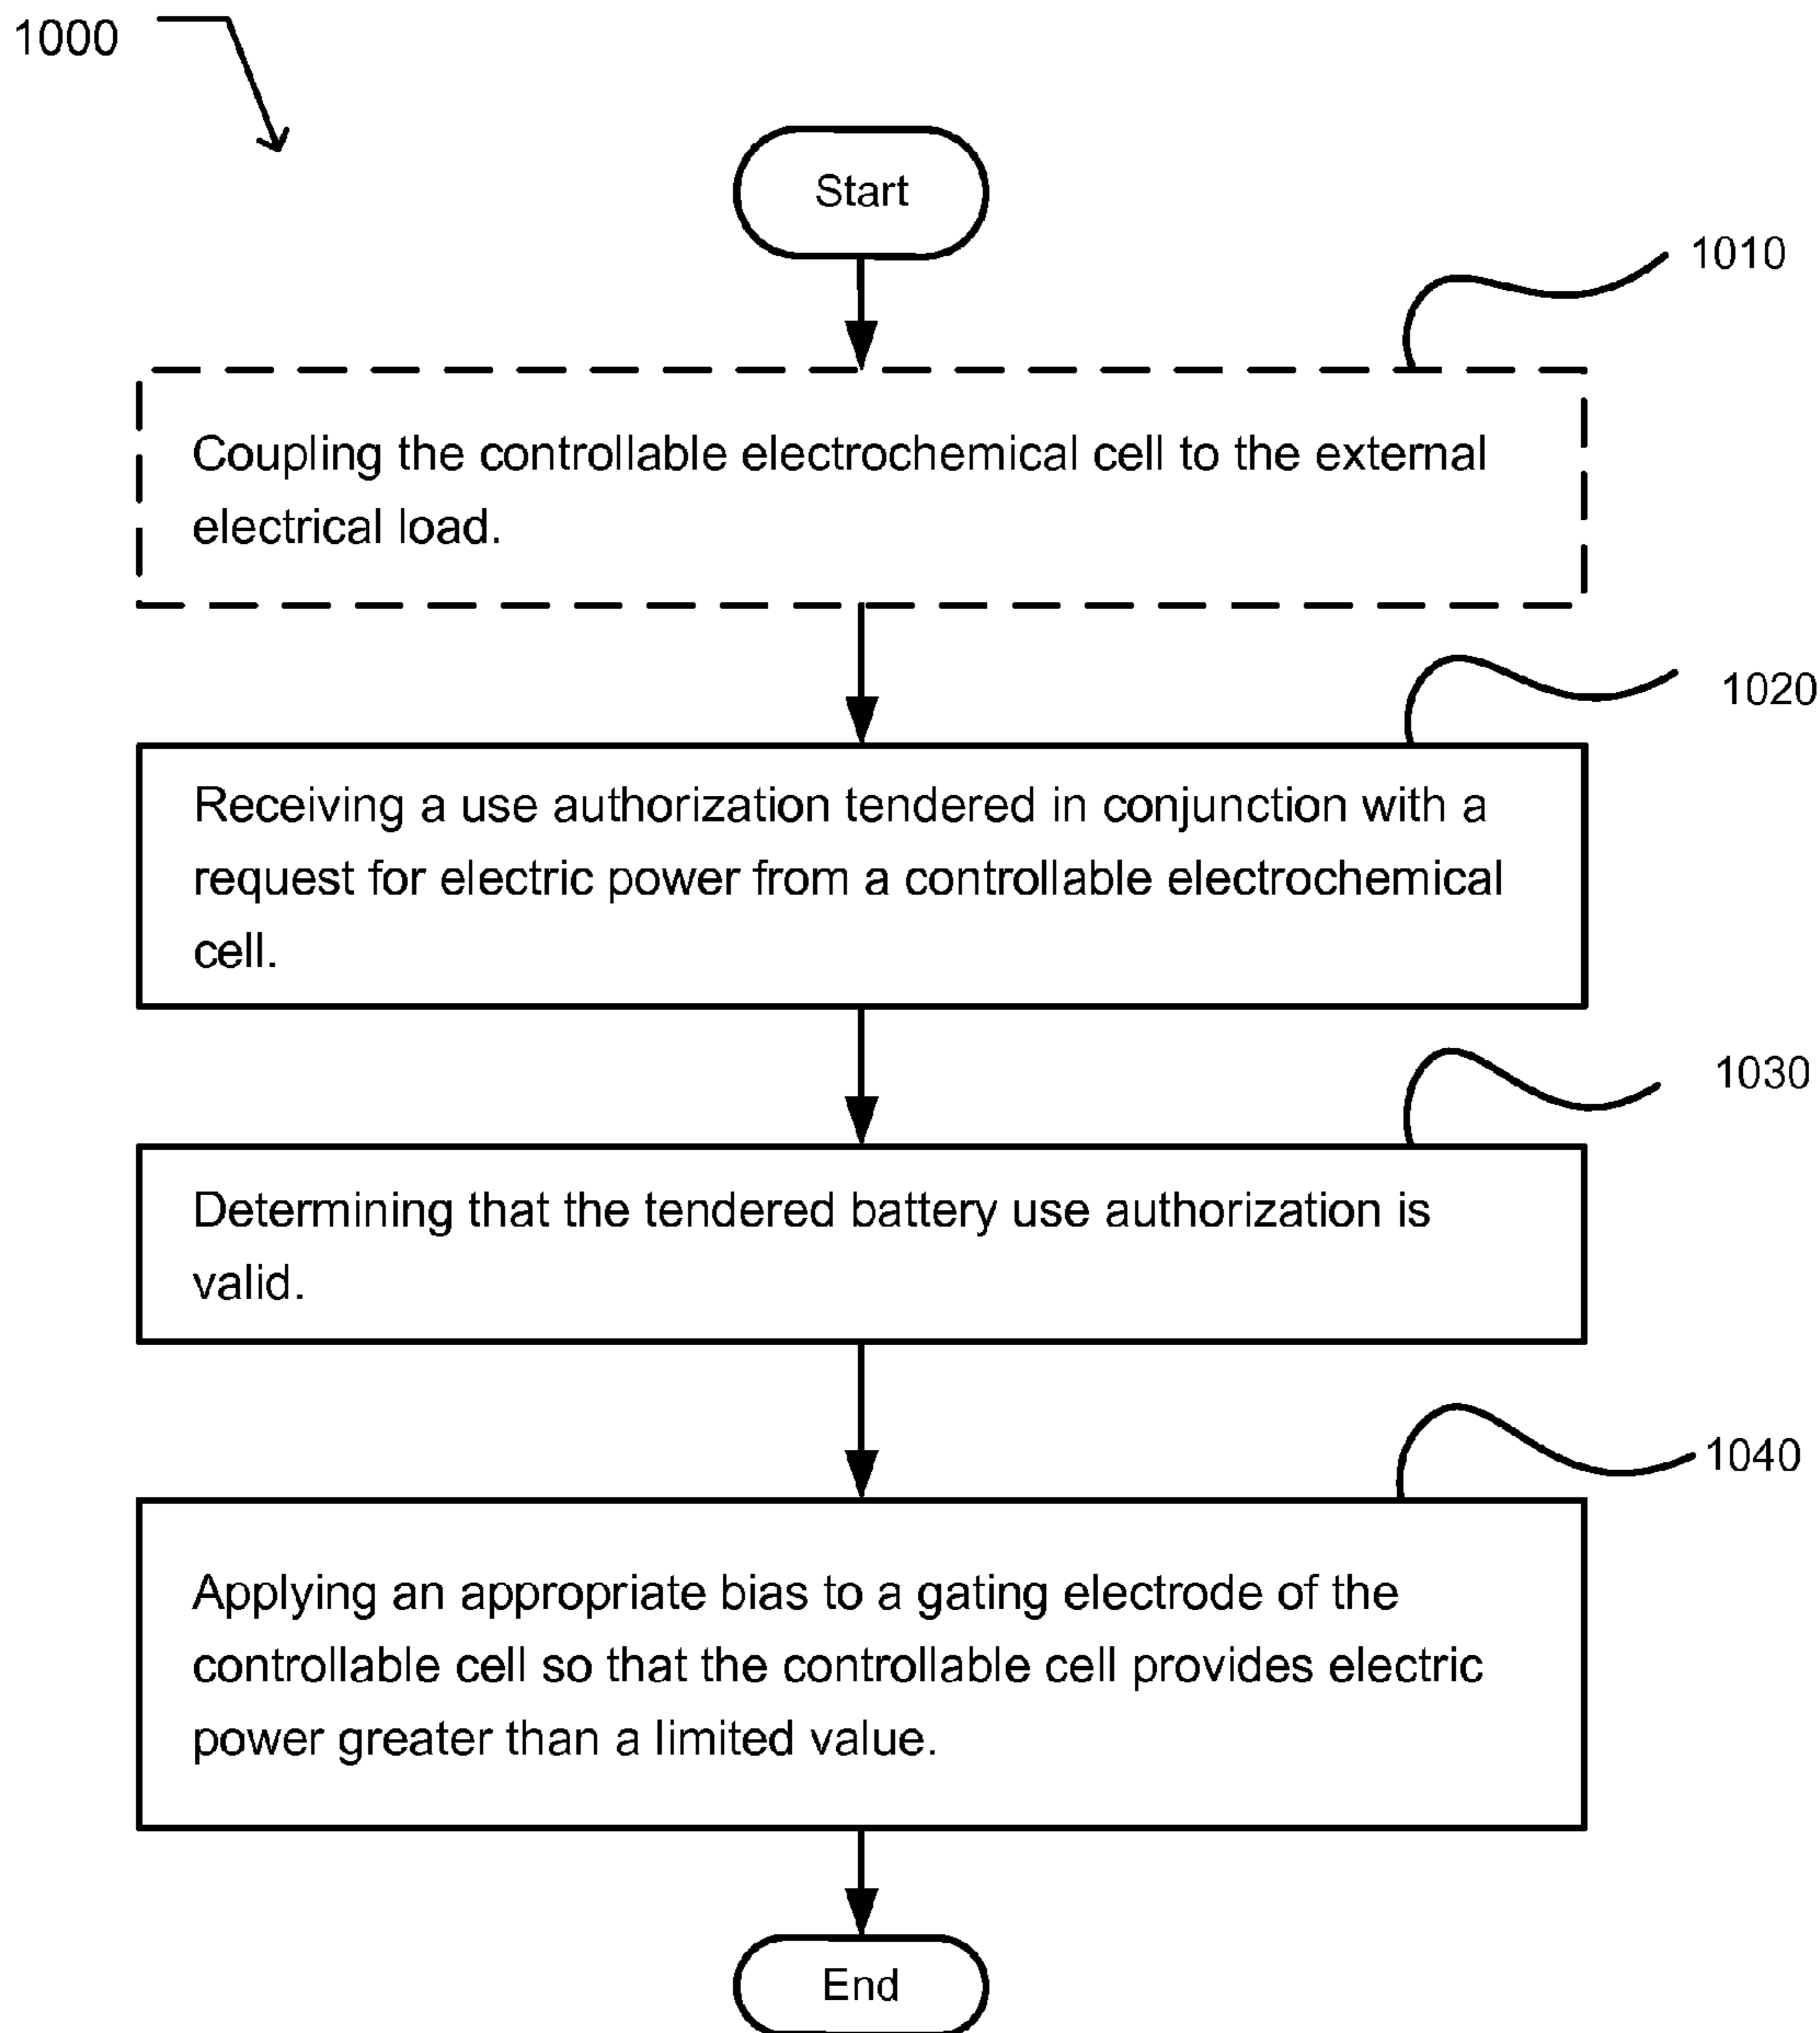 1000
Start
1010
Coupling the controllable electrochemical cell to the external
electrical load.
1020
Receiving a use authorization tendered in conjunction with a
request for electric power from a controllable electrochemical
cell.
1030
Determining that the tendered battery use authorization is
valid.
1040
Applying an appropriate bias to a gating electrode of the
controllable cell so that the controllable cell provides electric
power greater than a limited value.
End